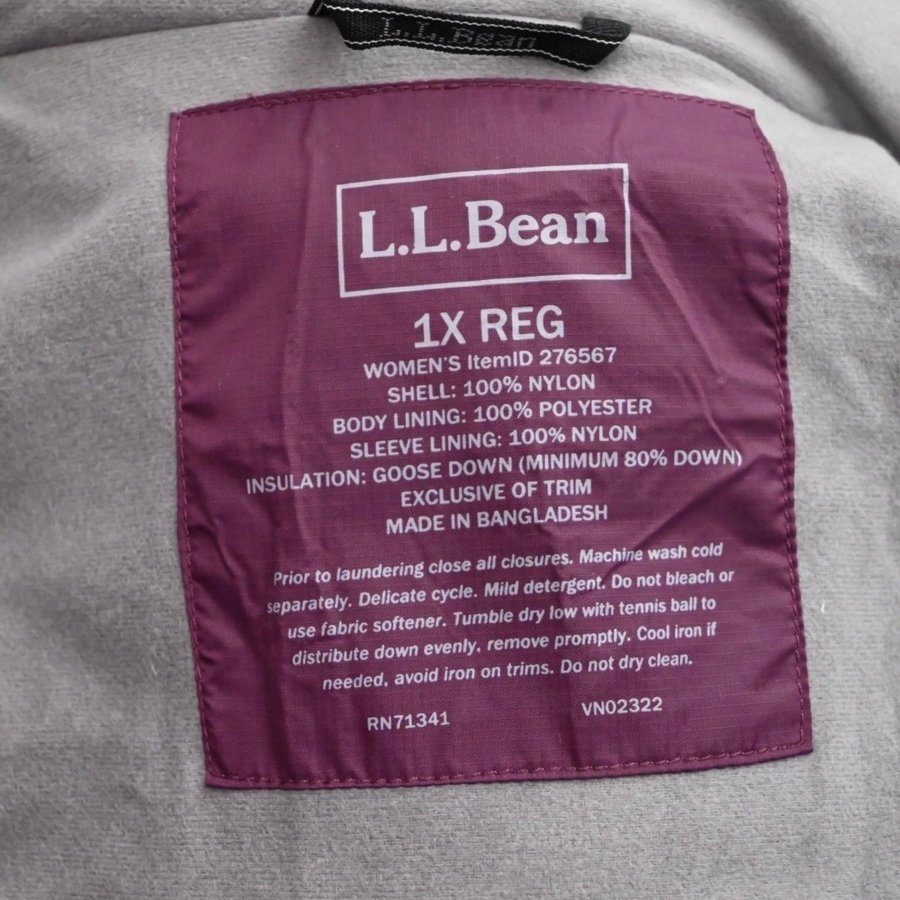 L.L.Bean
L.L.Bean
1X REG
WOMEN'S ItemID 276567
SHELL: 100% NYLON
BODY LINING: 100% POLYESTER
SLEEVE LINING: 100% NYLON
INSULATION: GOOSE DOWN (MINIMUM 80% DOWN)
EXCLUSIVE OF TRIM
MADE IN BANGLADESH
Prior to laundering close all closures. Machine wash cold
separately. Delicate cycle. Mild detergent. Do not bleach or
use fabric softener. Tumble dry low with tennis ball to
distribute down evenly, remove promptly. Cool iron if
needed, avoid iron on trims. Do not dry clean.
RN71341 VN02322